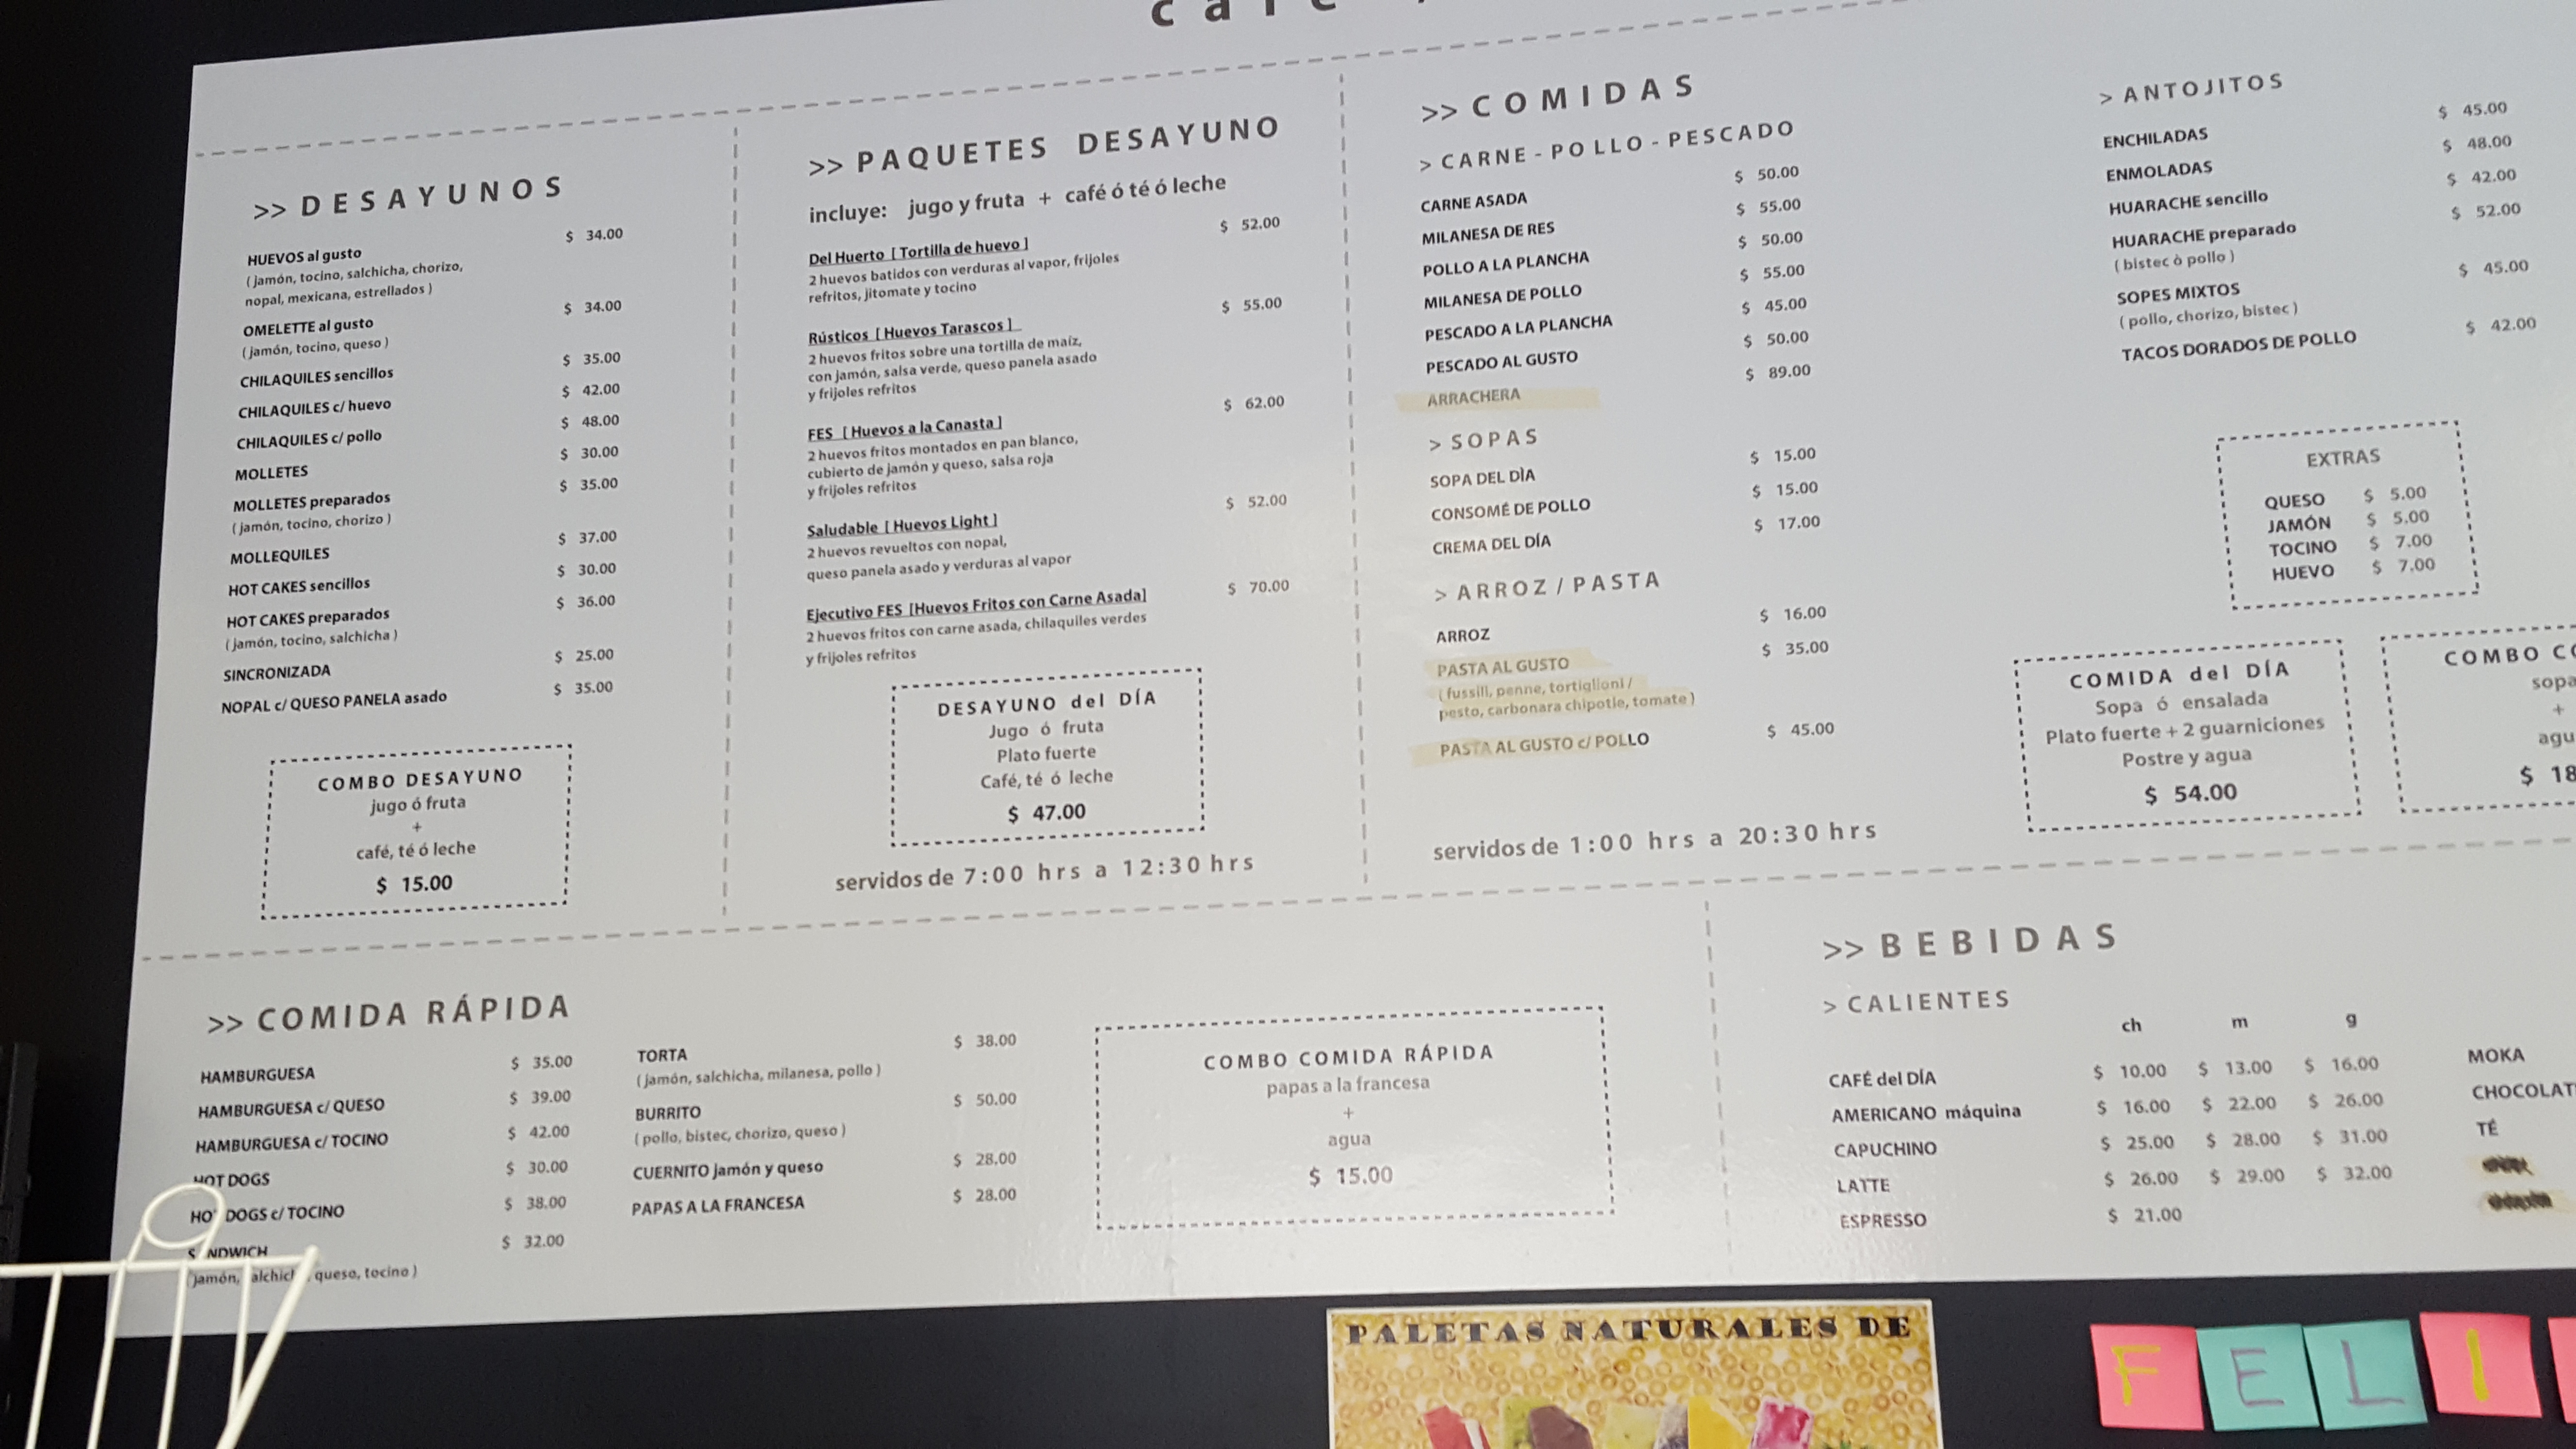 >> DESAYUNOS
HUEVOS al gusto $ 34.00
( jamón, tocino, salchicha, chorizo,
nopal, mexicana, estrellados )
OMELETTE al gusto $ 34.00
( jamón, tocino, queso )
CHILAQUILES sencillos $ 35.00
CHILAQUILES c/ huevo $ 42.00
CHILAQUILES c/ pollo $ 48.00
MOLLETES $ 30.00
MOLLETES preparados $ 35.00
( jamón, tocino, chorizo )
MOLLEQUILES $ 37.00
HOT CAKES sencillos $ 30.00
HOT CAKES preparados $ 36.00
( jamón, tocino, salchicha )
SINCRONIZADA $ 25.00
NOPAL c/ QUESO PANELA asado $ 35.00
COMBO DESAYUNO
jugo ó fruta
+
café, té ó leche
$ 15.00
>> PAQUETES DESAYUNO
incluye: jugo y fruta + café ó té ó leche
Del Huerto [ Tortilla de huevo ] $ 52.00
2 huevos batidos con verduras al vapor, frijoles
refritos, jitomate y tocino
Rústicos [ Huevos Tarascos ] $ 55.00
2 huevos fritos sobre una tortilla de maíz,
con jamón, salsa verde, queso panela asado
y frijoles refritos
FES [ Huevos a la Canasta ] $ 62.00
2 huevos fritos montados en pan blanco,
cubierto de jamón y queso, salsa roja
y frijoles refritos
Saludable [ Huevos Light ] $ 52.00
2 huevos revueltos con nopal,
queso panela asado y verduras al vapor
Ejecutivo FES [Huevos Fritos con Carne Asada] $ 70.00
2 huevos fritos con carne asada, chilaquiles verdes
y frijoles refritos
DESAYUNO del DÍA
Jugo ó fruta
Plato fuerte
Café, té ó leche
$ 47.00
servidos de 7:00 hrs a 12:30 hrs
>> COMIDAS
> CARNE - POLLO - PESCADO
CARNE ASADA $ 50.00
MILANESA DE RES $ 55.00
POLLO A LA PLANCHA $ 50.00
MILANESA DE POLLO $ 55.00
PESCADO A LA PLANCHA $ 45.00
PESCADO AL GUSTO $ 50.00
ARRACHERA $ 89.00
> SOPAS
SOPA DEL DÌA $ 15.00
CONSOMÉ DE POLLO $ 15.00
CREMA DEL DÍA $ 17.00
> ARROZ / PASTA
ARROZ $ 16.00
PASTA AL GUSTO $ 35.00
( fussili, penne, tortiglioni /
pesto, carbonara chipotle, tomate )
PASTA AL GUSTO c/ POLLO $ 45.00
servidos de 1:00 hrs a 20:30 hrs
> ANTOJITOS
ENCHILADAS $ 45.00
ENMOLADAS $ 48.00
HUARACHE sencillo $ 42.00
HUARACHE preparado $ 52.00
( bistec ò pollo )
SOPES MIXTOS $ 45.00
( pollo, chorizo, bistec )
TACOS DORADOS DE POLLO $ 42.00
EXTRAS
QUESO $ 5.00
JAMÓN $ 5.00
TOCINO $ 7.00
HUEVO $ 7.00
COMIDA del DÍA
Sopa ó ensalada
Plato fuerte + 2 guarniciones
Postre y agua
$ 54.00
COMBO
sopa
+
$ 18
>> COMIDA RÁPIDA
HAMBURGUESA $ 35.00
HAMBURGUESA c/ QUESO $ 39.00
HAMBURGUESA c/ TOCINO $ 42.00
HOT DOGS $ 30.00
HOT DOGS c/ TOCINO $ 38.00
SANDWICH $ 32.00
( jamón, salchicha, queso, tocino )
TORTA $ 38.00
( jamón, salchicha, milanesa, pollo )
BURRITO $ 50.00
( pollo, bistec, chorizo, queso )
CUERNITO jamón y queso $ 28.00
PAPAS A LA FRANCESA $ 28.00
COMBO COMIDA RÁPIDA
papas a la francesa
+
agua
$ 15.00
>> BEBIDAS
> CALIENTES
ch m g
CAFÉ del DÍA $ 10.00 $ 13.00 $ 16.00
AMERICANO máquina $ 16.00 $ 22.00 $ 26.00
CAPUCHINO $ 25.00 $ 28.00 $ 31.00
LATTE $ 26.00 $ 29.00 $ 32.00
ESPRESSO $ 21.00
MOKA
CHOCOLAT
TÉ
PALETAS NATURALES DE
FELI